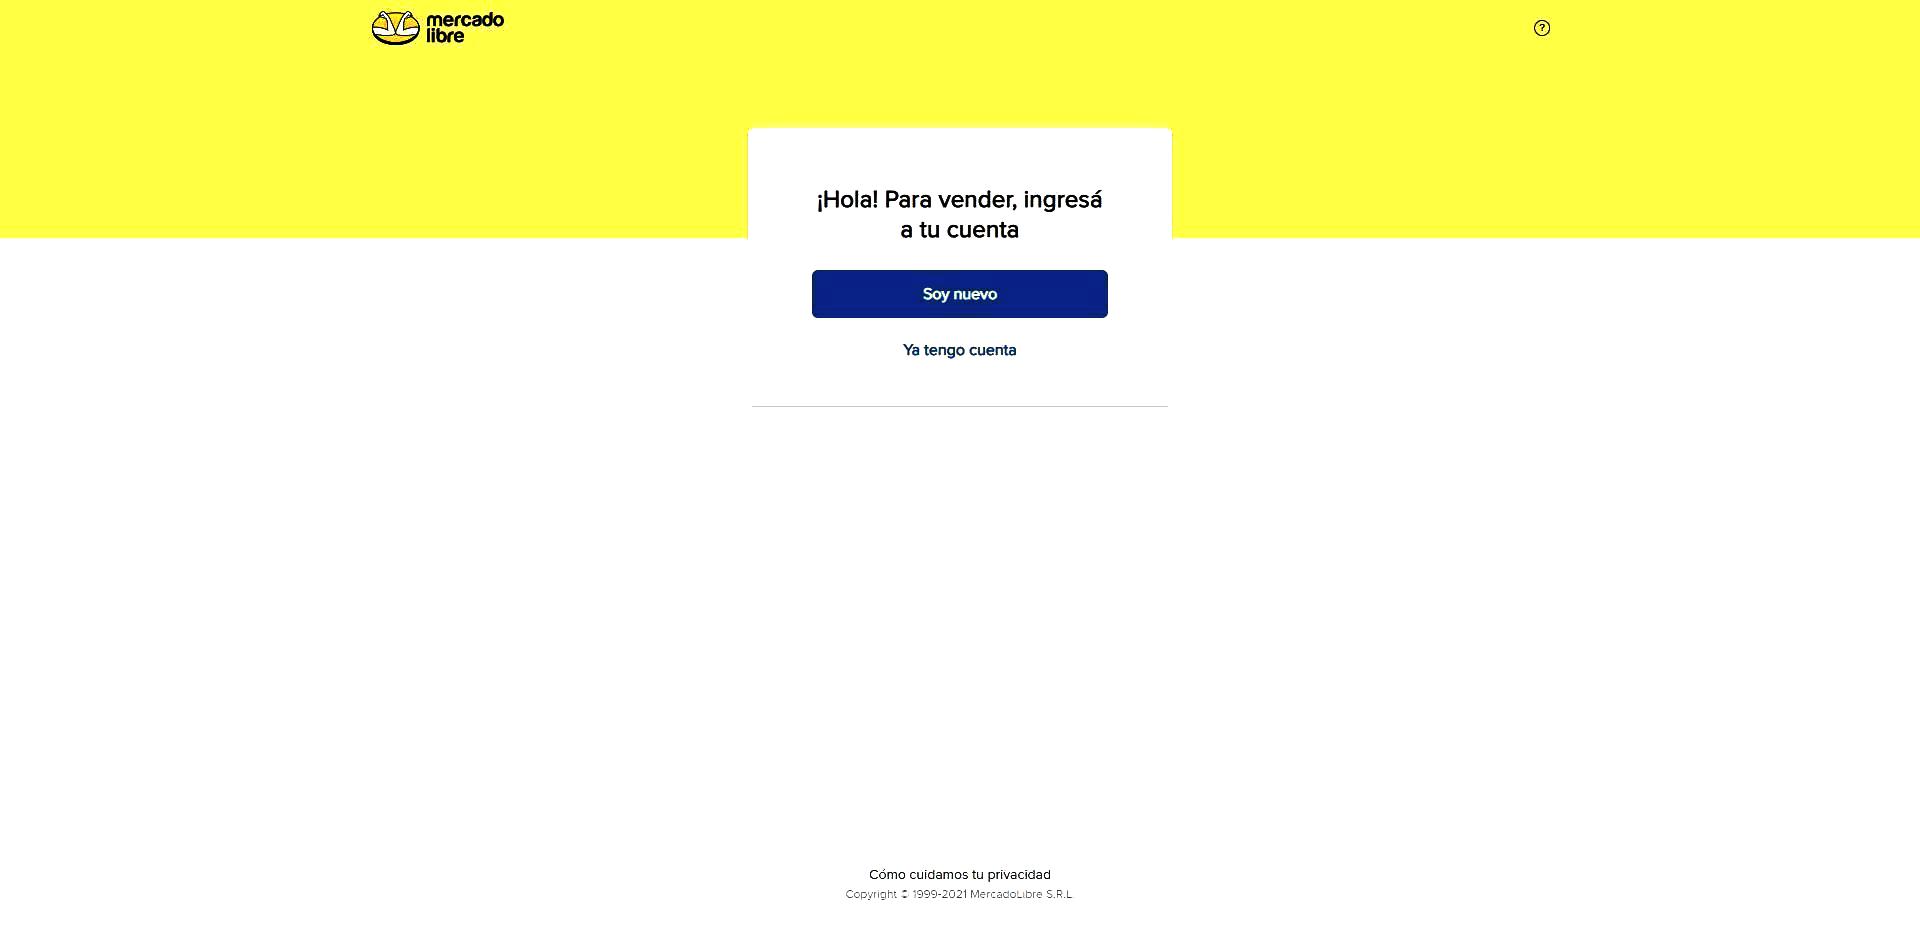 mercado
libre
?
¡Hola! Para vender, ingresá
a tu cuenta
Soy nuevo
Ya tengo cuenta
Cómo cuidamos tu privacidad
Copyright © 1999-2021 MercadoLibre S.R.L.